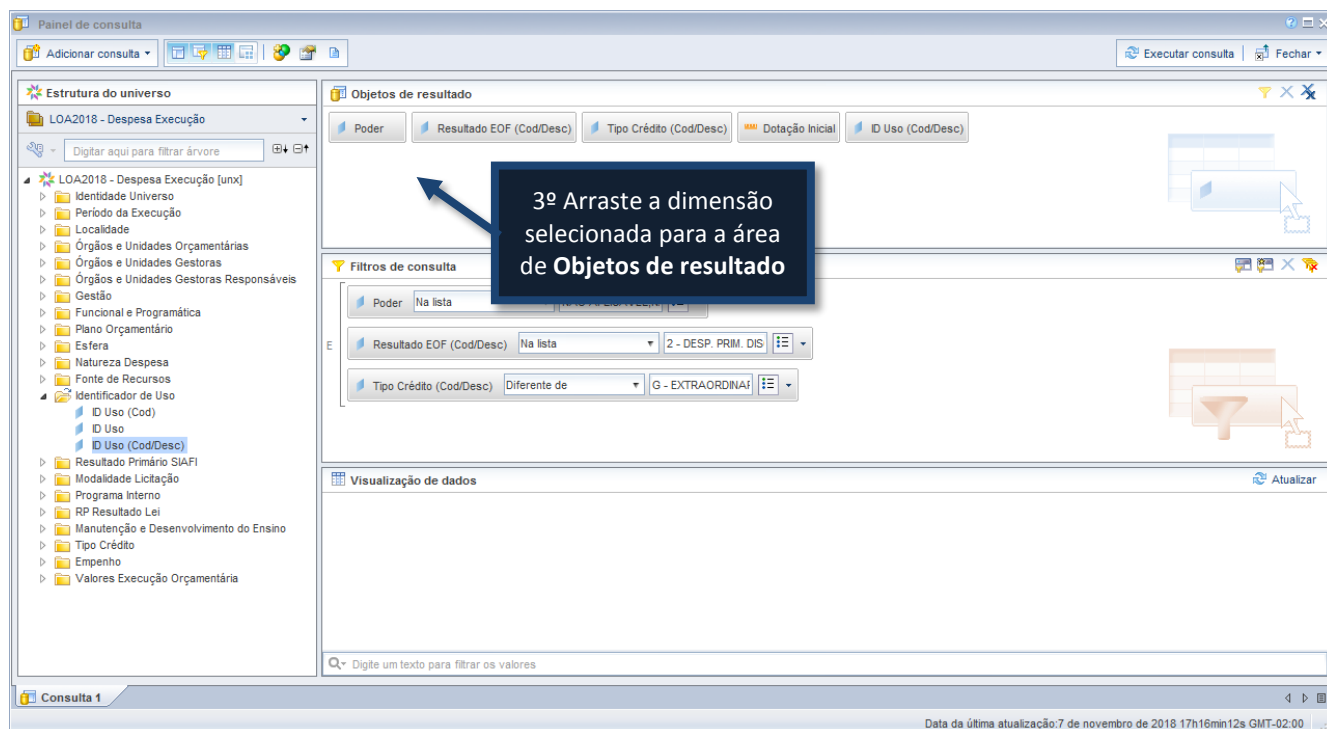 Painel de consulta
Adicionar consulta
Executar consulta
Fechar
Estrutura do universo
LOA2018 - Despesa Execução
Digitar aqui para filtrar árvore
LOA2018 - Despesa Execução [unx]
Identidade Universo
Período da Execução
Localidade
Órgãos e Unidades Orçamentárias
Órgãos e Unidades Gestoras
Órgãos e Unidades Gestoras Responsáveis
Gestão
Funcional e Programática
Plano Orçamentário
Esfera
Natureza Despesa
Fonte de Recursos
Identificador de Uso
ID Uso (Cod)
ID Uso
ID Uso (Cod/Desc)
Resultado Primário SIAFI
Modalidade Licitação
Programa Interno
RP Resultado Lei
Manutenção e Desenvolvimento do Ensino
Tipo Crédito
Empenho
Valores Execução Orçamentária
Objetos de resultado
Poder
Resultado EOF (Cod/Desc)
Tipo Crédito (Cod/Desc)
Dotação Inicial
ID Uso (Cod/Desc)
3º Arraste a dimensão
selecionada para a área
de Objetos de resultado
Filtros de consulta
Poder Na lista
E
Resultado EOF (Cod/Desc) Na lista 2 - DESP. PRIM. DIS
Tipo Crédito (Cod/Desc) Diferente de G - EXTRAORDINA
Visualização de dados
Atualizar
Digite um texto para filtrar os valores
Consulta 1
Data da última atualização:7 de novembro de 2018 17h16min12s GMT-02:00